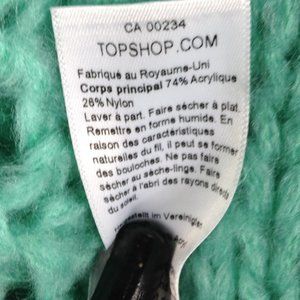 CA 00234
TOPSHOP.COM
Fabriqué au Royaume-Uni
Corps principal 74% Acrylique
26% Nylon
Laver à part. Faire sécher à plat.
Remettre en forme humide. En
raison des caractéristiques
naturelles du fil, il peut se former
des bouloches. Ne pas faire
sécher au sèche-linge. Faire
sécher à l'abri des rayons directs
du soleil.